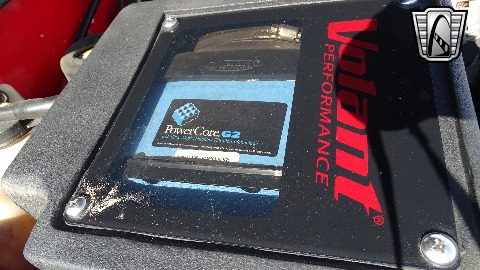 Volant®
PERFORMANCE
PowerCore. G2